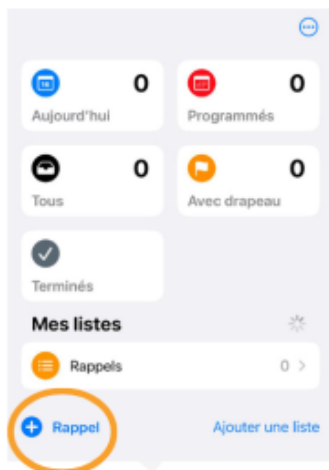 0 0
Aujourd'hui Programmés
0 0
Tous Avec drapeau
Terminés
Mes listes
Rappels 0
Rappel Ajouter une liste